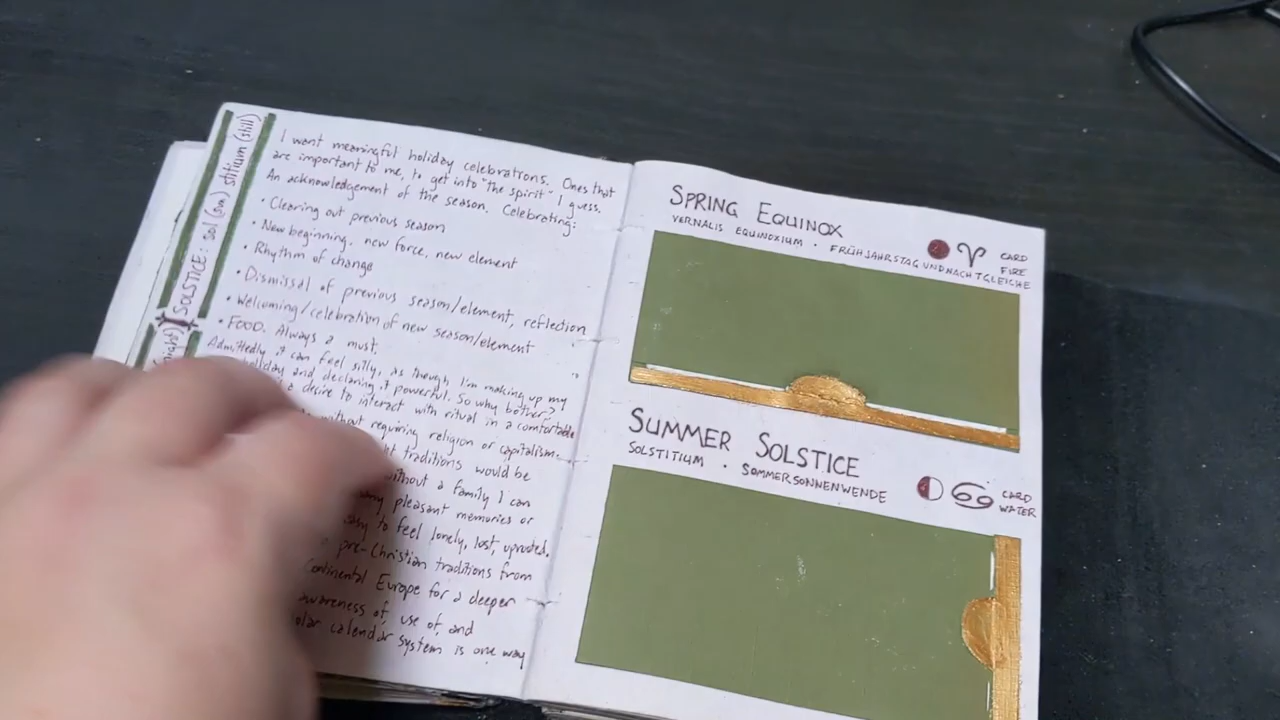 SOLSTICE: sol (sun) stitium (still)
night)
I want meaningful holiday celebrations. Ones that
are important to me, to get into "the spirit" - I guess.
An acknowledgement of the season. Celebrating:
• Clearing out previous season
• New beginning, new force, new element
• Rhythm of change
• Dismissal of previous season/element, reflection
• Welcoming/celebration of new season/element
• FOOD. Always a must.
Admittedly it can feel silly, as though I'm making up my
holiday and declaring it powerful. So why bother?
a desire to interact with ritual in a comfortable
without requiring religion or capitalism.
traditions would be
without a family I can
pleasant memories or
to feel lonely, lost, uprooted.
pre-Christian traditions from
Continental Europe for a deeper
awareness of, use of, and
calendar system is one way
SPRING EQUINOX
VERNALIS EQUINOXIUM • FRÜHJAHRSTAGUNDNACHTGLEICHE
♈ CARD
FIRE
SUMMER SOLSTICE
SOLSTITIUM • SOMMERSONNENWENDE
♋ CARD
WATER